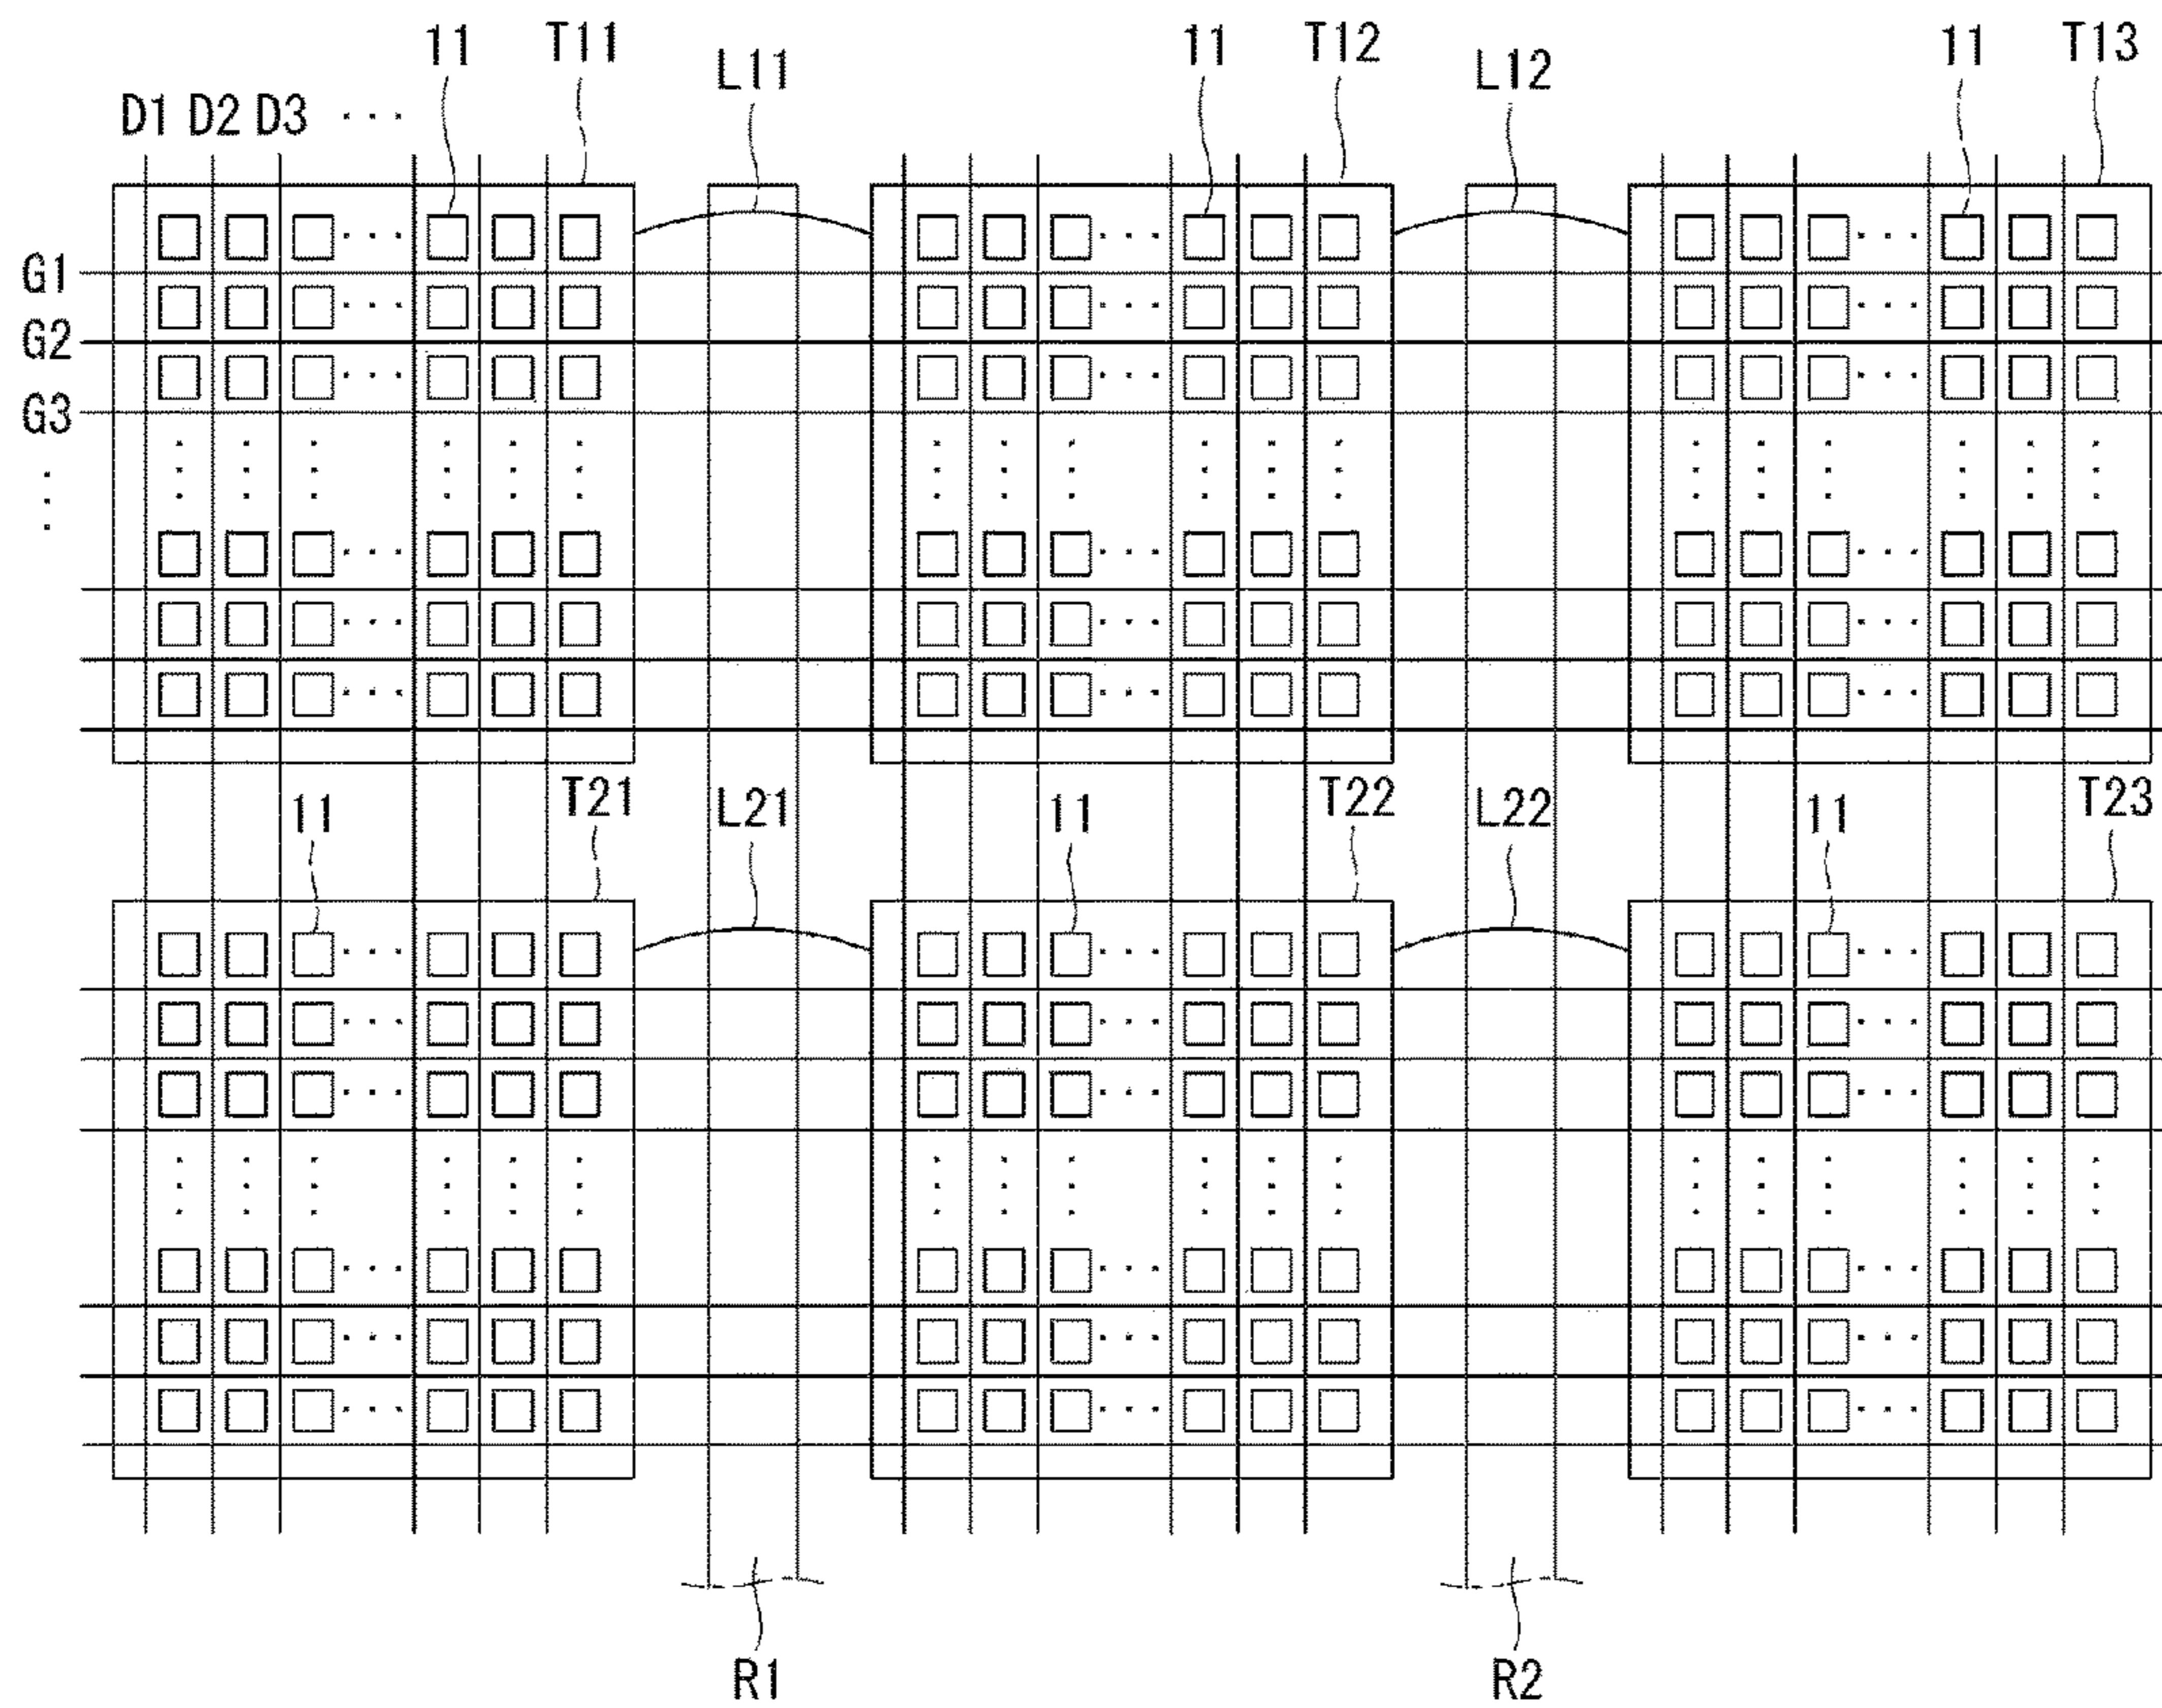 11 T11 L11 11 T12 L12 11 T13
D1 D2 D3 ...
G1
G2
G3
11 T21 L21 11 T22 L22 11 T23
R1 R2